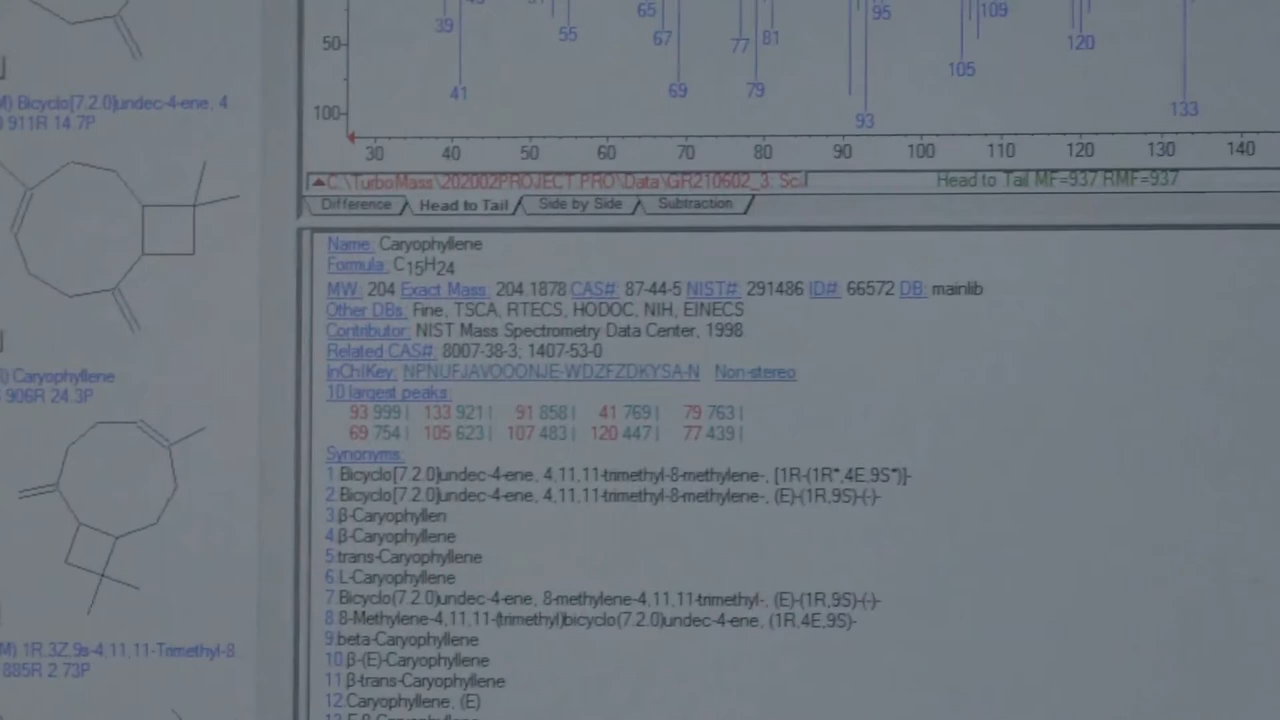 M) Bicyclo[7.2.0]undec-4-ene, 4
911R 14.7P
Caryophyllene
906R 24.3P
M) 1R,3Z,9s-4,11,11-Trimethyl-8
885R 2.73P
39 41 55 65 67 69 77 79 81 93 95 105 109 120 133
50
100
30 40 50 60 70 80 90 100 110 120 130 140
C:\TurboMass\202002PROJECT.PRO\Data\GR210602_3: Sc
Head to Tail MF=937 RMF=937
Difference Head to Tail Side by Side Subtraction
Name: Caryophyllene
Formula: C15H24
MW: 204 Exact Mass: 204.1878 CAS#: 87-44-5 NIST#: 291486 ID#: 66572 DB: mainlib
Other DBs: Fine, TSCA, RTECS, HODOC, NIH, EINECS
Contributor: NIST Mass Spectrometry Data Center, 1998
Related CAS#: 8007-38-3; 1407-53-0
InChIKey: NPNUFJAVOOONJE-WDZFZDKYSA-N Non-stereo
10 largest peaks:
93 999 | 133 921 | 91 858 | 41 769 | 79 763 |
69 754 | 105 623 | 107 483 | 120 447 | 77 439 |
Synonyms:
1.Bicyclo[7.2.0]undec-4-ene, 4,11,11-trimethyl-8-methylene-, [1R-(1R*,4E,9S*)]-
2.Bicyclo[7.2.0]undec-4-ene, 4,11,11-trimethyl-8-methylene-, (E)-(1R,9S)-(-)-
3.β-Caryophyllen
4.β-Caryophyllene
5.trans-Caryophyllene
6.L-Caryophyllene
7.Bicyclo(7.2.0)undec-4-ene, 8-methylene-4,11,11-trimethyl-, (E)-(1R,9S)-(-)-
8.8-Methylene-4,11,11-(trimethyl)bicyclo(7.2.0)undec-4-ene, (1R,4E,9S)-
9.beta-Caryophyllene
10.β-(E)-Caryophyllene
11.β-trans-Caryophyllene
12.Caryophyllene, (E)